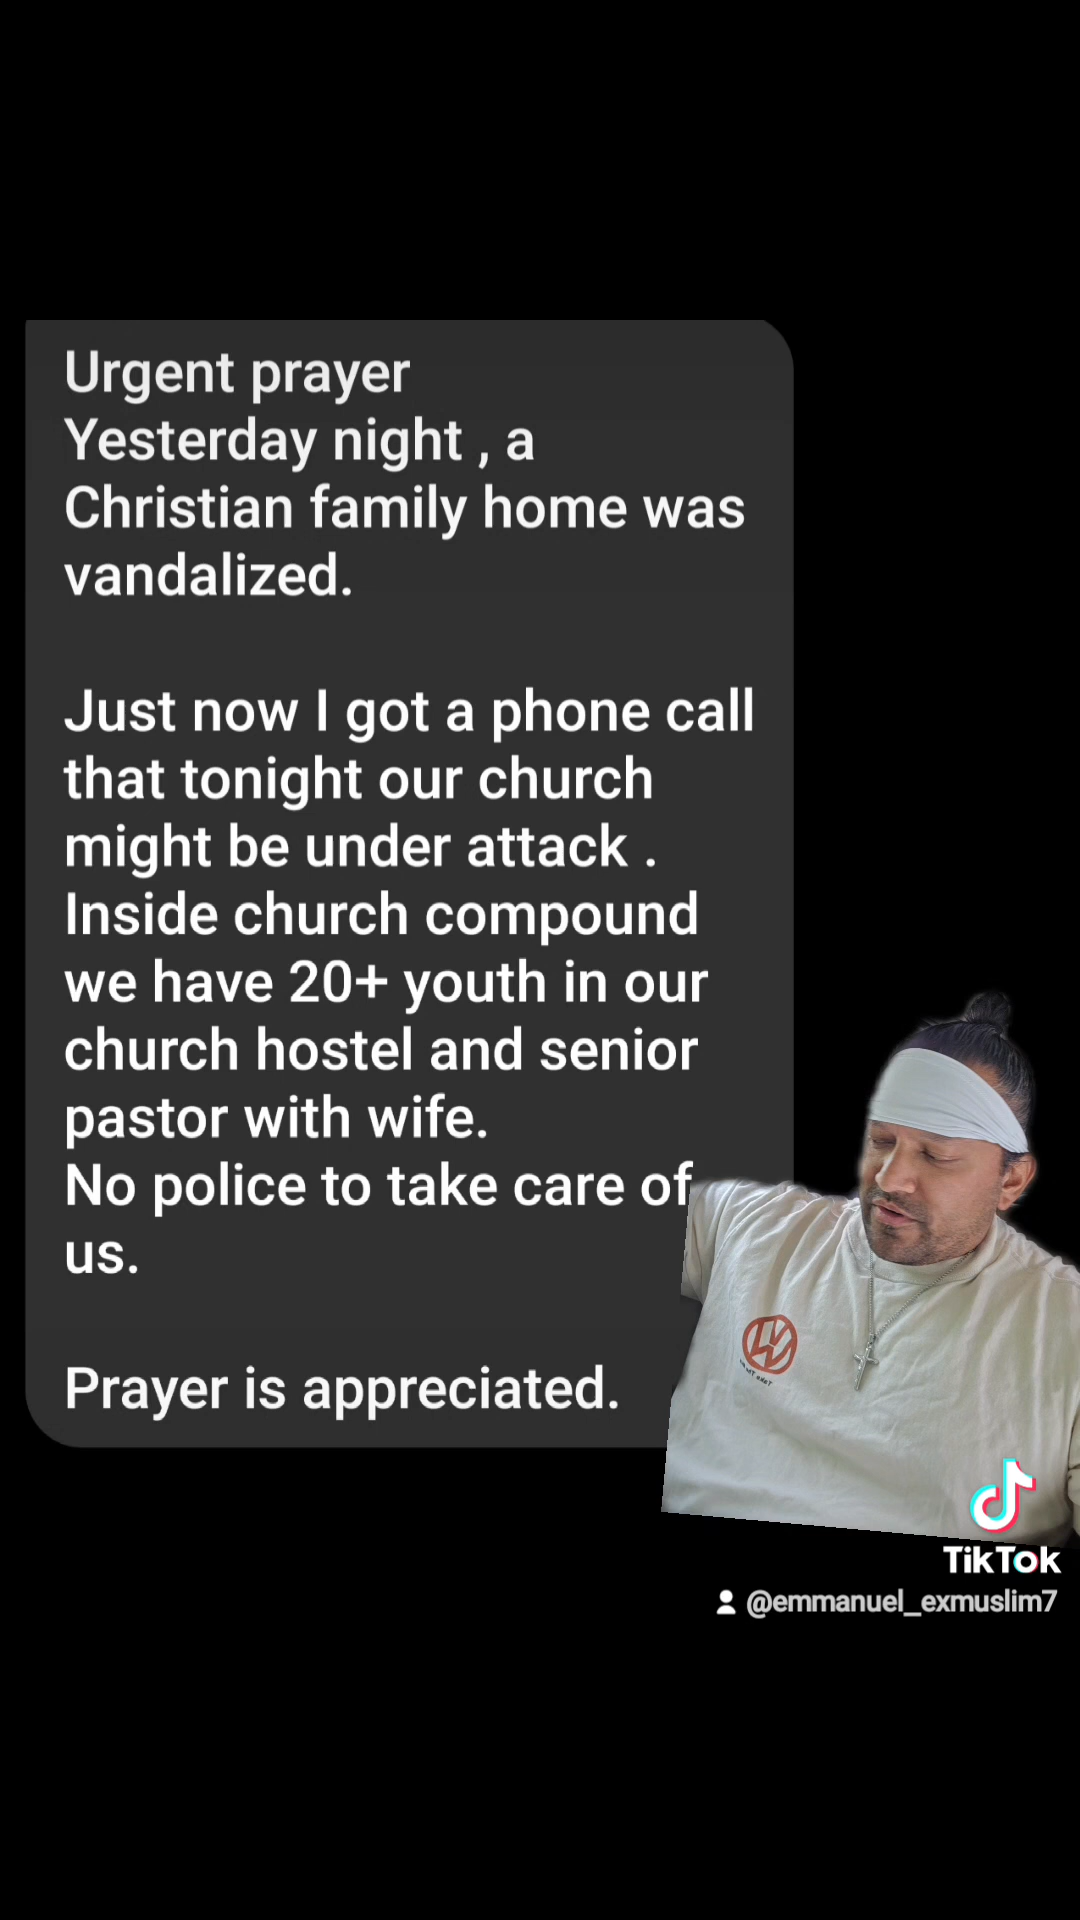 Urgent prayer
Yesterday night , a
Christian family home was
vandalized.
Just now I got a phone call
that tonight our church
might be under attack .
Inside church compound
we have 20+ youth in our
church hostel and senior
pastor with wife.
No police to take care of
us.
Prayer is appreciated.
TikTok
@emmanuel_exmuslim7